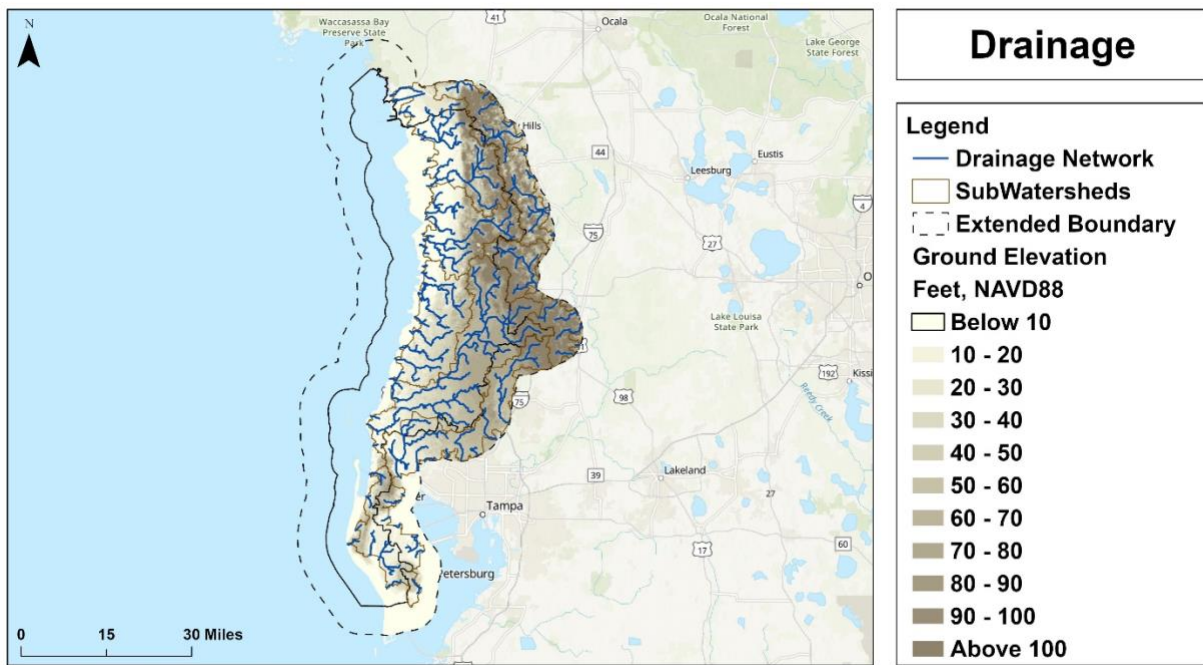 N
Waccasassa Bay
Preserve State
Park
41
Ocala
Ocala National
Forest
Lake George
State Forest
Hills
44
Eustis
Leesburg
4
75
27
O
Lake Louisa
State Park
192
Kissi
98
75
Reedy Creek
39
Lakeland
27
Tampa
17
60
Petersburg
0 15 30 Miles
Drainage
Legend
Drainage Network
SubWatersheds
Extended Boundary
Ground Elevation
Feet, NAVD88
Below 10
10 - 20
20 - 30
30 - 40
40 - 50
50 - 60
60 - 70
70 - 80
80 - 90
90 - 100
Above 100